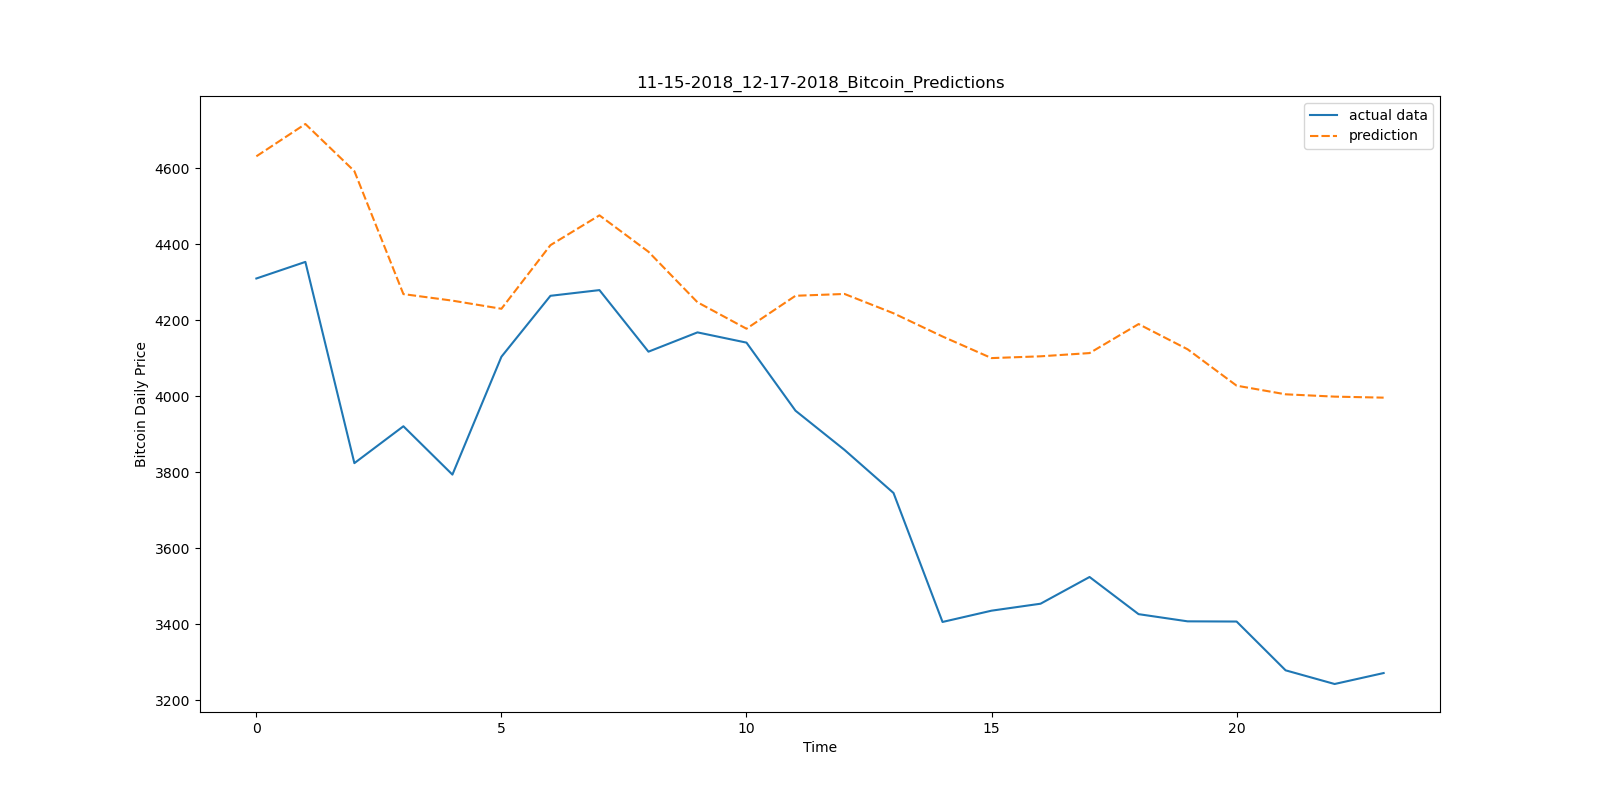 11-15-2018_12-17-2018_Bitcoin_Predictions
actual data
prediction
Bitcoin Daily Price
4600
4400
4200
4000
3800
3600
3400
3200
0 5 10 15 20
Time